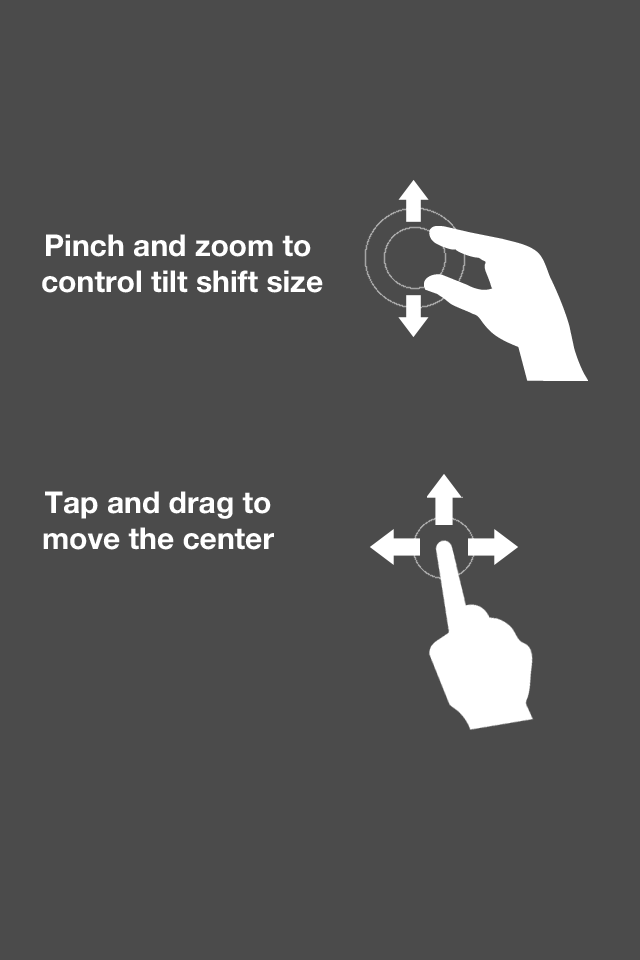 Pinch and zoom to
control tilt shift size
Tap and drag to
move the center